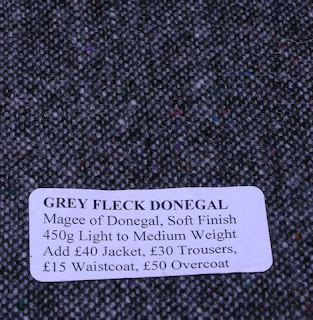 GREY FLECK DONEGAL
Magee of Donegal, Soft Finish
450g Light to Medium Weight
Add £40 Jacket, £30 Trousers,
£15 Waistcoat, £50 Overcoat